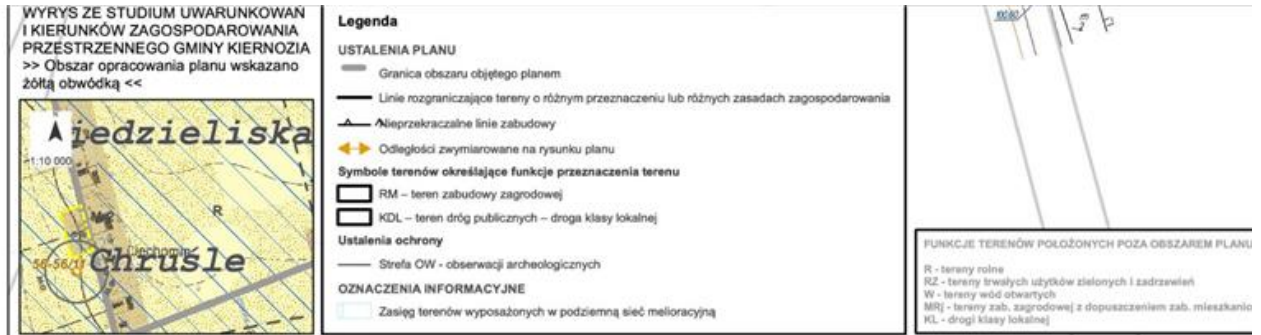 WYRYS ZE STUDIUM UWARUNKOWAŃ
I KIERUNKÓW ZAGOSPODAROWANIA
PRZESTRZENNEGO GMINY KIERNOZIA
>> Obszar opracowania planu wskazano
żółtą obwódką <<
iedzieliska
1:10 000
R
Ciechomin
56-56/11
Chruśle
Legenda
USTALENIA PLANU
Granica obszaru objętego planem
Linie rozgraniczające tereny o różnym przeznaczeniu lub różnych zasadach zagospodarowania
Nieprzekraczalne linie zabudowy
Odległości zwymiarowane na rysunku planu
Symbole terenów określające funkcje przeznaczenia terenu
RM – teren zabudowy zagrodowej
KDL – teren dróg publicznych – droga klasy lokalnej
Ustalenia ochrony
Strefa OW - obserwacji archeologicznych
OZNACZENIA INFORMACYJNE
Zasięg terenów wyposażonych w podziemną sieć melioracyjną
FUNKCJE TERENÓW POŁOŻONYCH POZA OBSZAREM PLANU
R - tereny rolne
RZ - tereny trwałych użytków zielonych i zadrzewień
W - tereny wód otwartych
MRj - tereny zab. zagrodowej z dopuszczeniem zab. mieszkanio
KL - drogi klasy lokalnej